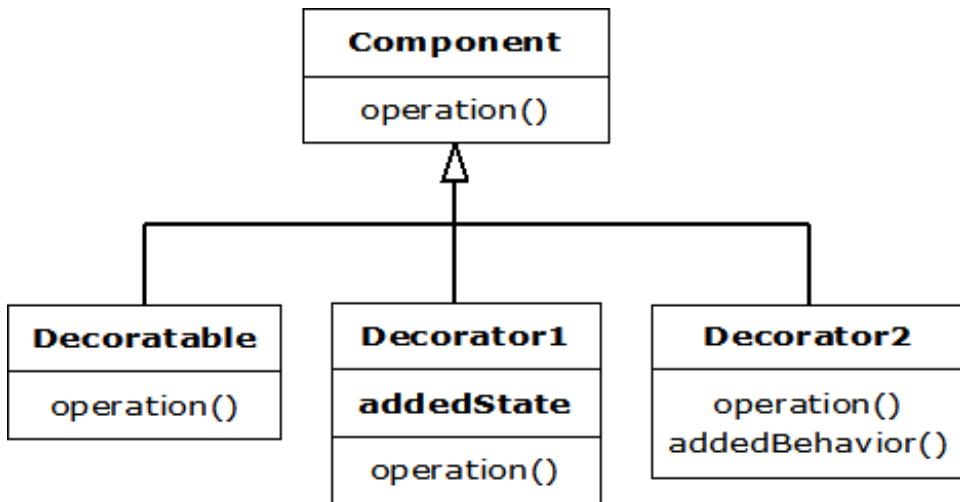 Component
operation()
Decoratable
operation()
Decorator1
addedState
operation()
Decorator2
operation()
addedBehavior()